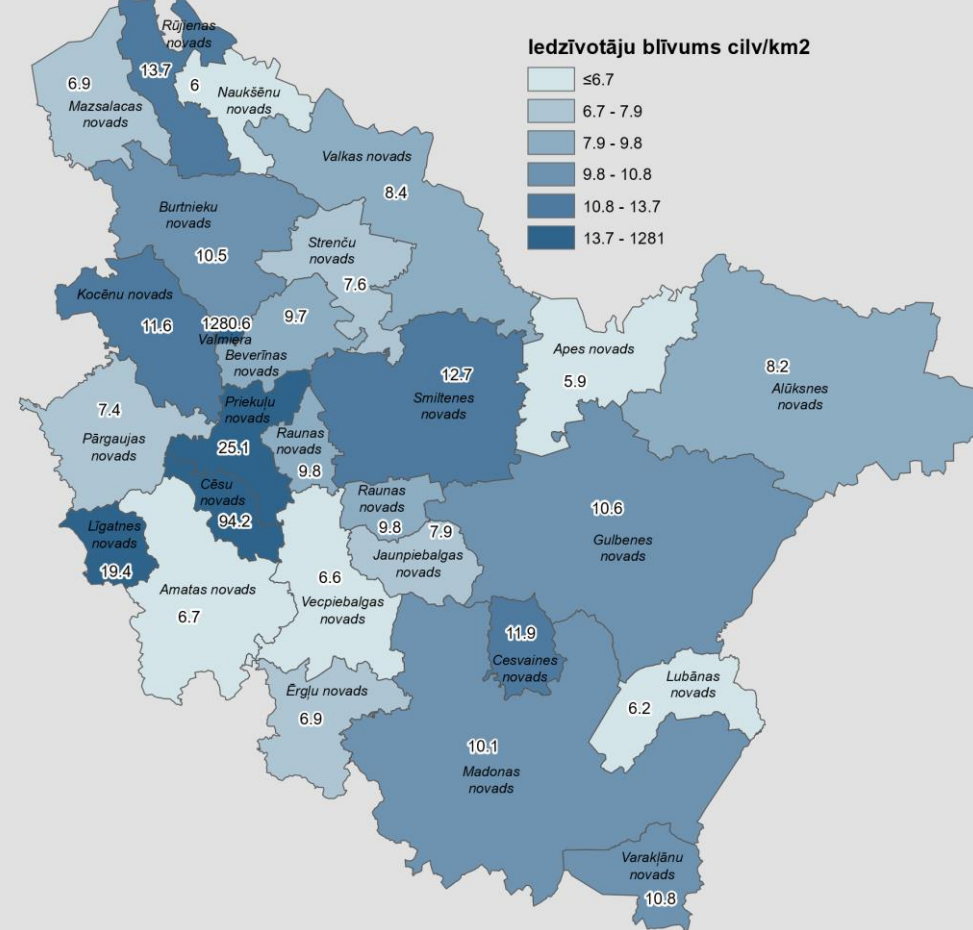 Iedzīvotāju blīvums cilv/km2
≤6.7
6.7 - 7.9
7.9 - 9.8
9.8 - 10.8
10.8 - 13.7
13.7 - 1281
Rūjienas
novads
13.7
6.9
Mazsalacas
novads
6
Naukšēnu
novads
Valkas novads
8.4
Burtnieku
novads
10.5
Strenču
novads
7.6
Kocēnu novads
11.6
1280.6
Valmiera
9.7
Beverīnas
novads
Apes novads
5.9
8.2
Alūksnes
novads
12.7
Smiltenes
novads
7.4
Pārgaujas
novads
Priekuļu
novads
25.1
Raunas
novads
9.8
Cēsu
novads
94.2
Raunas
novads
9.8
7.9
Jaunpiebalgas
novads
10.6
Gulbenes
novads
Līgatnes
novads
19.4
Amatas novads
6.7
6.6
Vecpiebalgas
novads
11.9
Cesvaines
novads
Lubānas
novads
6.2
Ērgļu novads
6.9
10.1
Madonas
novads
Varakļānu
novads
10.8